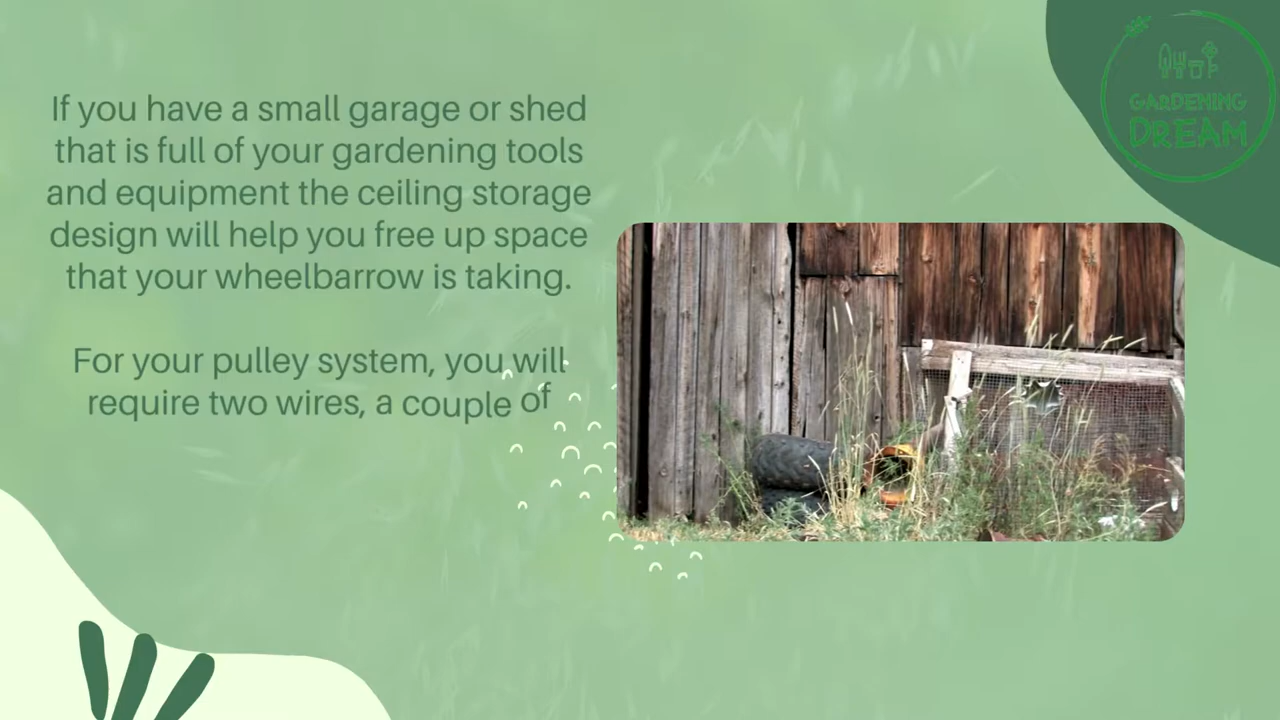 If you have a small garage or shed
that is full of your gardening tools
and equipment the ceiling storage
design will help you free up space
that your wheelbarrow is taking.
For your pulley system, you will
require two wires, a couple of
GARDENING
DREAM